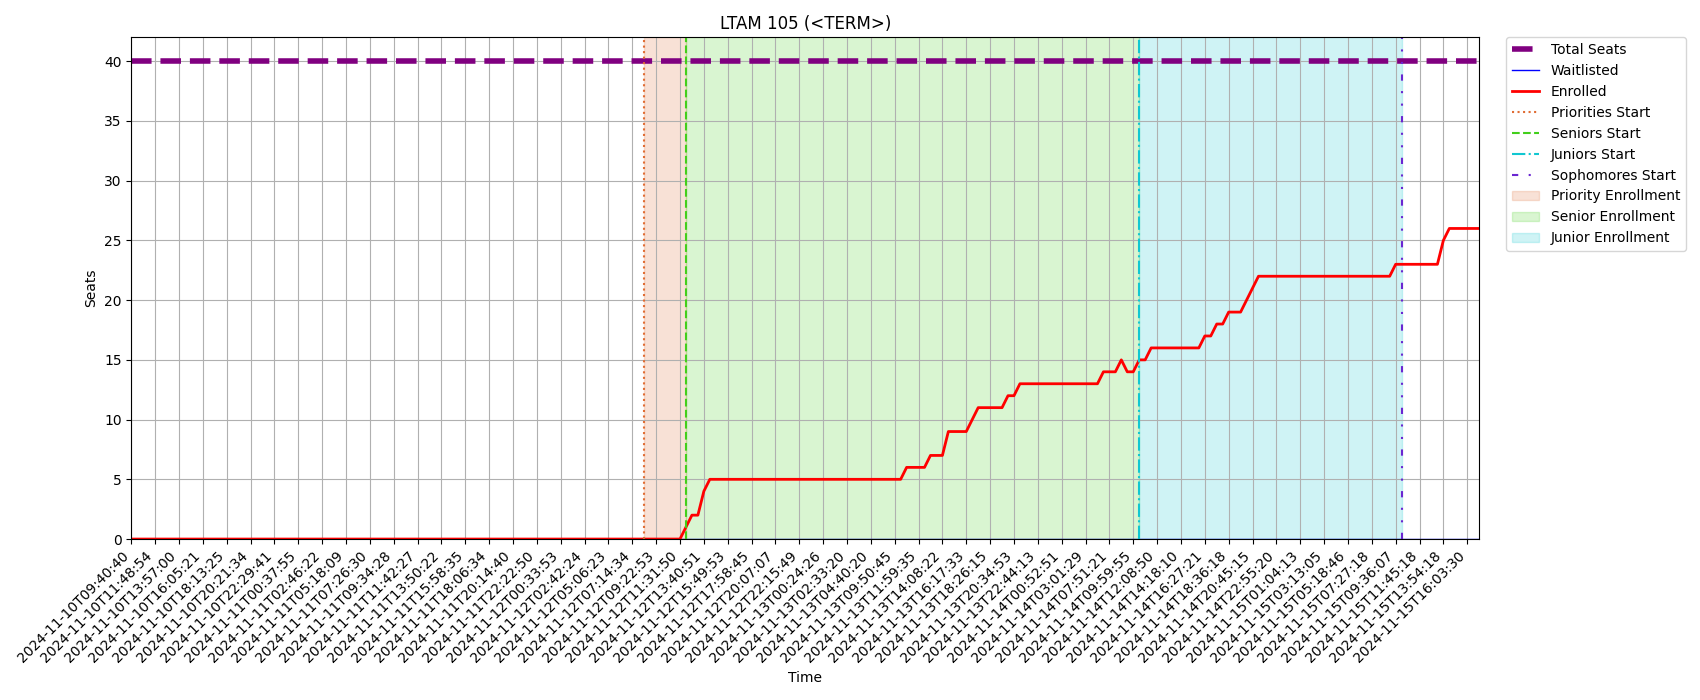 LTAM 105 (<TERM>)
Total Seats
Waitlisted
Enrolled
Priorities Start
Seniors Start
Juniors Start
Sophomores Start
Priority Enrollment
Senior Enrollment
Junior Enrollment
Seats
40
35
30
25
20
15
10
5
0
2024-11-10T09:40:40
2024-11-10T11:48:54
2024-11-10T13:57:00
2024-11-10T16:05:21
2024-11-10T18:13:25
2024-11-10T20:21:34
2024-11-10T22:29:41
2024-11-11T00:37:55
2024-11-11T02:46:22
2024-11-11T05:18:09
2024-11-11T07:26:30
2024-11-11T09:34:28
2024-11-11T11:42:27
2024-11-11T13:50:22
2024-11-11T15:58:35
2024-11-11T18:06:34
2024-11-11T20:14:40
2024-11-11T22:22:50
2024-11-12T00:33:53
2024-11-12T02:42:24
2024-11-12T05:06:23
2024-11-12T07:14:34
2024-11-12T09:22:53
2024-11-12T11:31:50
2024-11-12T13:40:51
2024-11-12T15:49:53
2024-11-12T17:58:45
2024-11-12T20:07:07
2024-11-12T22:15:49
2024-11-13T00:24:26
2024-11-13T02:33:20
2024-11-13T04:40:20
2024-11-13T09:50:45
2024-11-13T11:59:35
2024-11-13T14:08:22
2024-11-13T16:17:33
2024-11-13T18:26:15
2024-11-13T20:34:53
2024-11-13T22:44:13
2024-11-14T00:52:51
2024-11-14T03:01:29
2024-11-14T07:51:21
2024-11-14T09:59:55
2024-11-14T12:08:50
2024-11-14T14:18:10
2024-11-14T16:27:21
2024-11-14T18:36:18
2024-11-14T20:45:15
2024-11-14T22:55:20
2024-11-15T01:04:13
2024-11-15T03:13:05
2024-11-15T05:18:46
2024-11-15T07:27:18
2024-11-15T09:36:07
2024-11-15T11:45:18
2024-11-15T13:54:18
2024-11-15T16:03:30
Time